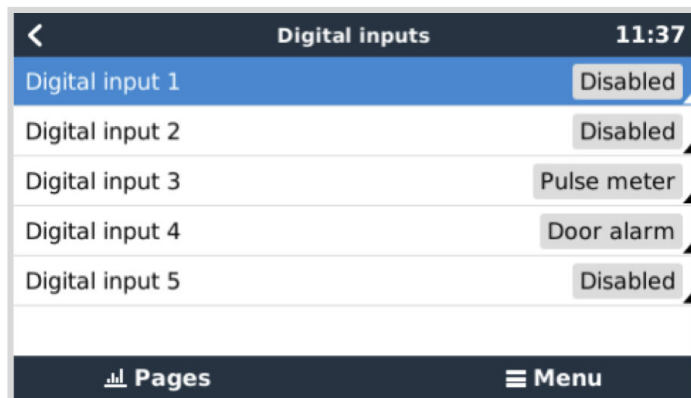 Digital inputs 11:37
Digital input 1 Disabled
Digital input 2 Disabled
Digital input 3 Pulse meter
Digital input 4 Door alarm
Digital input 5 Disabled
Pages Menu